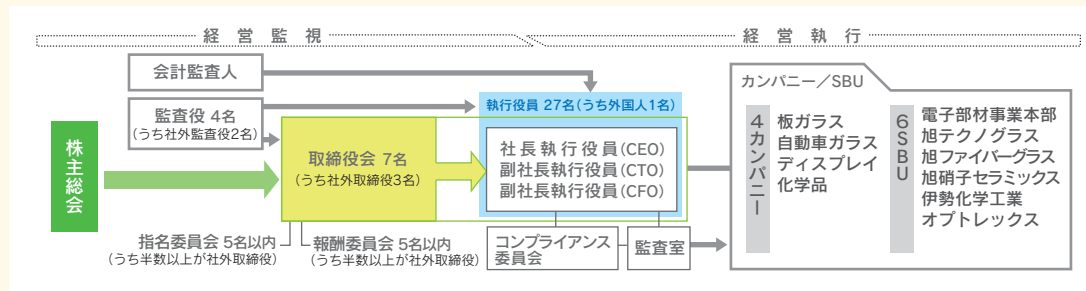 経営監視
経営執行
会計監査人
監査役 4名
(うち社外監査役2名)
株主総会
取締役会 7名
(うち社外取締役3名)
指名委員会 5名以内
(うち半数以上が社外取締役)
報酬委員会 5名以内
(うち半数以上が社外取締役)
執行役員 27名(うち外国人1名)
社長執行役員(CEO)
副社長執行役員(CTO)
副社長執行役員(CFO)
コンプライアンス
委員会
監査室
カンパニー／SBU
4カンパニー
板ガラス
自動車ガラス
ディスプレイ
化学品
6SBU
電子部材事業本部
旭テクノグラス
旭ファイバーグラス
旭硝子セラミックス
伊勢化学工業
オプトレックス